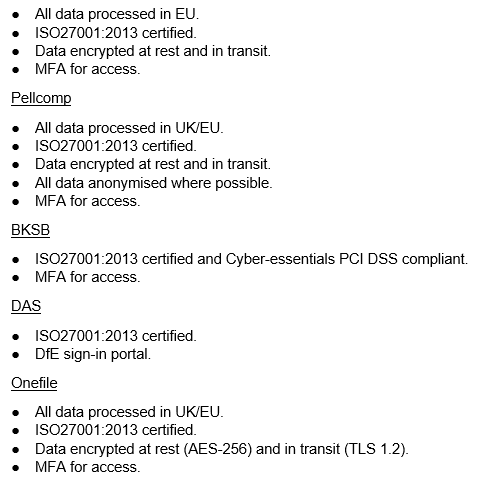 ● All data processed in EU.
● ISO27001:2013 certified.
● Data encrypted at rest and in transit.
● MFA for access.
Pellcomp
● All data processed in UK/EU.
● ISO27001:2013 certified.
● Data encrypted at rest and in transit.
● All data anonymised where possible.
● MFA for access.
BKSB
● ISO27001:2013 certified and Cyber-essentials PCI DSS compliant.
● MFA for access.
DAS
● ISO27001:2013 certified.
● DfE sign-in portal.
Onefile
● All data processed in UK/EU.
● ISO27001:2013 certified.
● Data encrypted at rest (AES-256) and in transit (TLS 1.2).
● MFA for access.